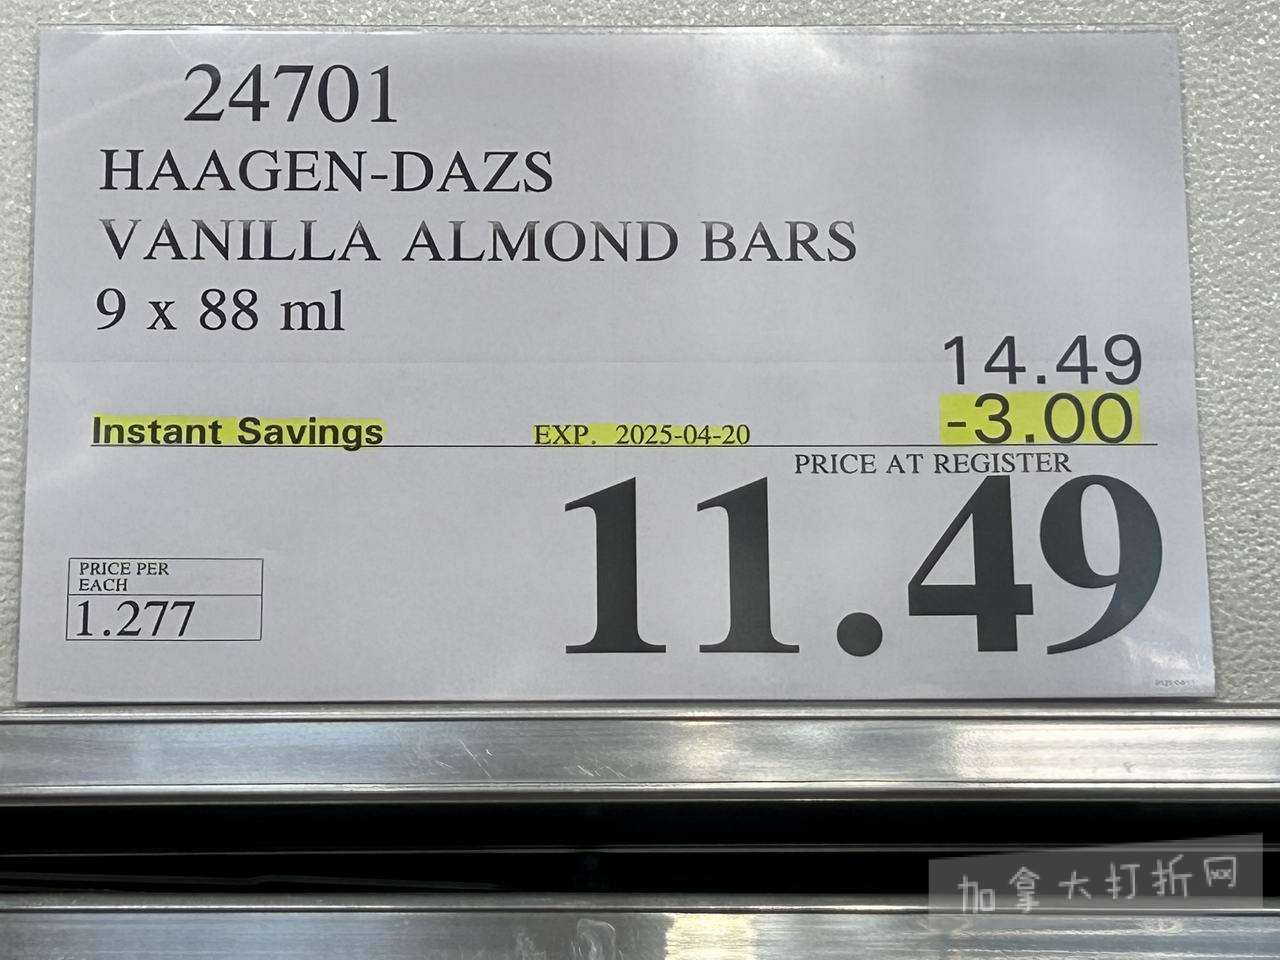 24701
HAAGEN-DAZS
VANILLA ALMOND BARS
9 x 88 ml
14.49
Instant Savings EXP. 2025-04-20 -3.00
PRICE AT REGISTER
11.49
PRICE PER
EACH
1.277
加拿大打折网